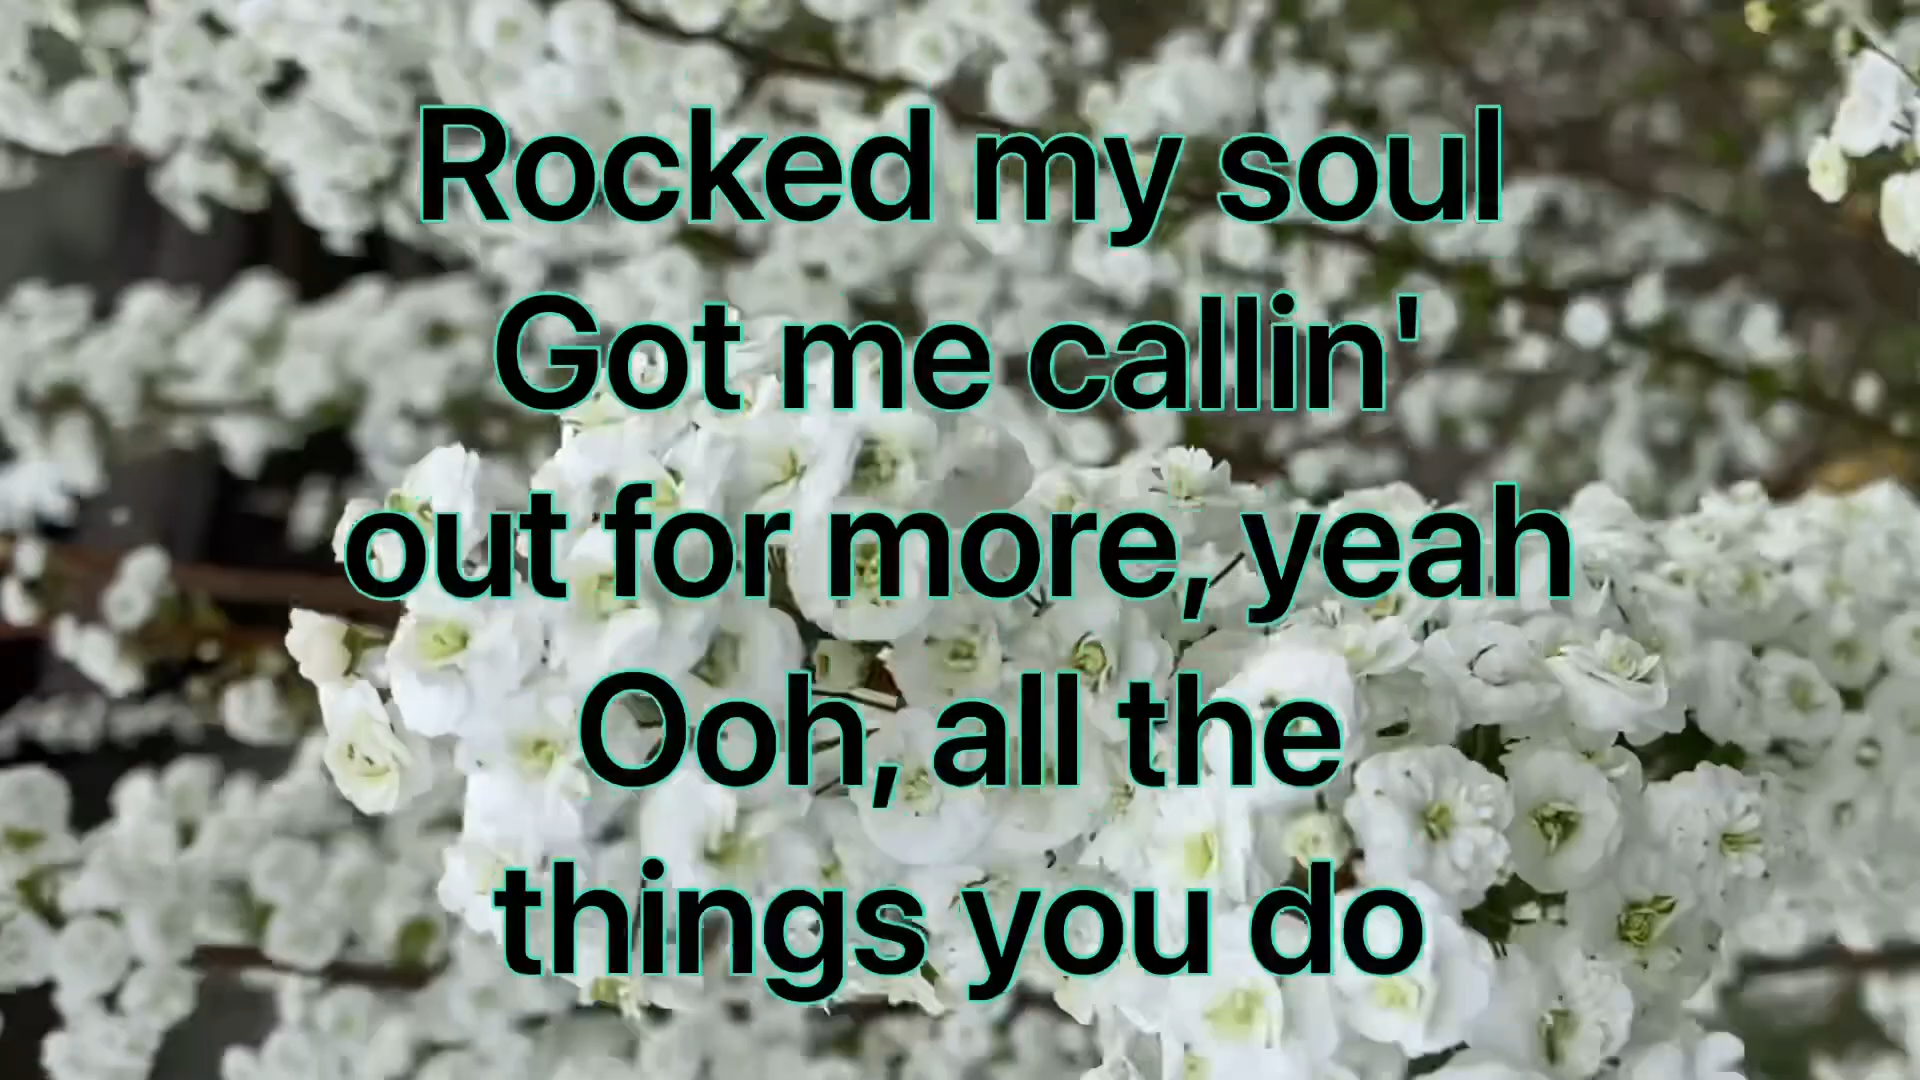 Rocked my soul
Got me callin'
out for more, yeah
Ooh, all the
things you do